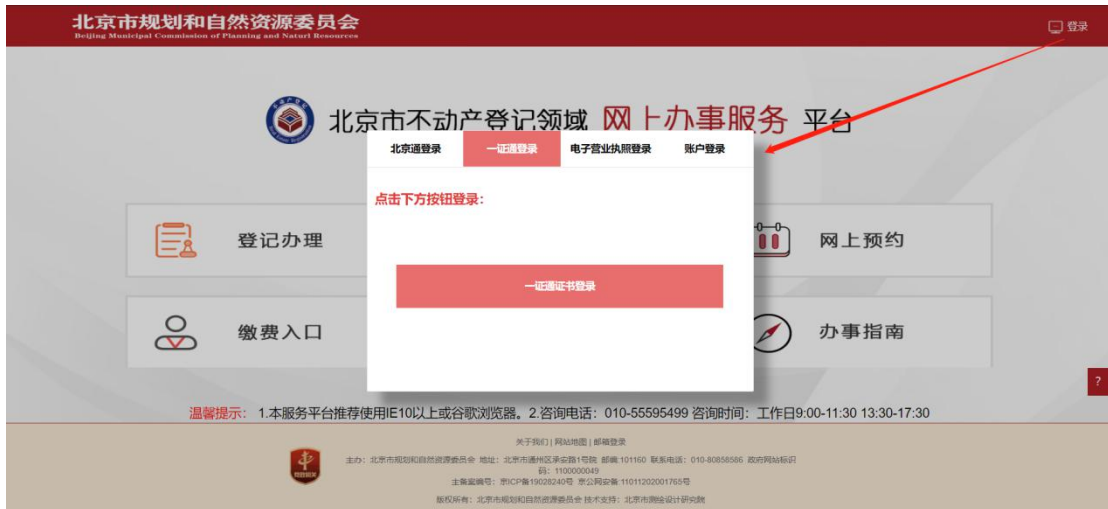 北京市规划和自然资源委员会
Beijing Municipal Commission of Planning and Naturl Resources
登录
北京市不动产登记领域 网上办事服务 平台
北京通登录 一证通登录 电子营业执照登录 账户登录
点击下方按钮登录：
登记办理
网上预约
一证通证书登录
缴费入口
办事指南
?
温馨提示： 1.本服务平台推荐使用IE10以上或谷歌浏览器。2.咨询电话：010-55595499 咨询时间：工作日9:00-11:30 13:30-17:30
关于我们 | 网站地图 | 邮箱登录
主办：北京市规划和自然资源委员会 地址：北京市通州区承安路1号院 邮编:101160 联系电话：010-80858586 政府网站标识
码：1100000049
主备案编号：京ICP备19028240号 京公网安备 11011202001765号
版权所有：北京市规划和自然资源委员会 技术支持：北京市测绘设计研究院